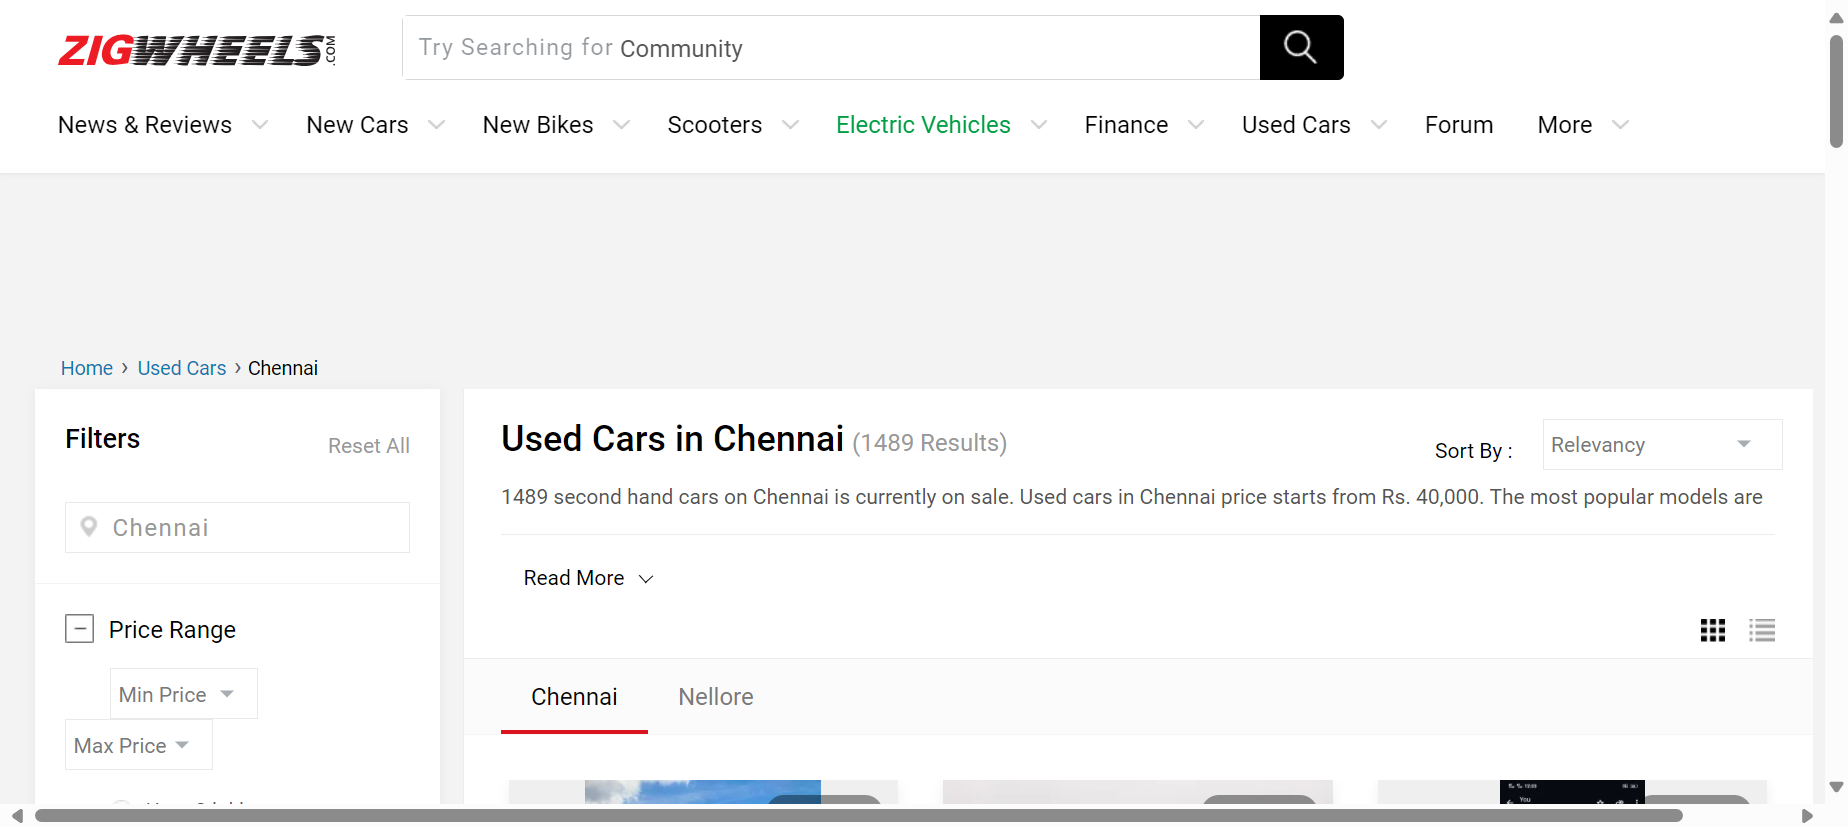 ZIGWHEELS.COM
Try Searching for Community
News & Reviews New Cars New Bikes Scooters Electric Vehicles Finance Used Cars Forum More
Home › Used Cars › Chennai
Filters
Reset All
Chennai
Price Range
Min Price
Max Price
Used Cars in Chennai (1489 Results)
Sort By : Relevancy
1489 second hand cars on Chennai is currently on sale. Used cars in Chennai price starts from Rs. 40,000. The most popular models are
Read More
Chennai Nellore
You